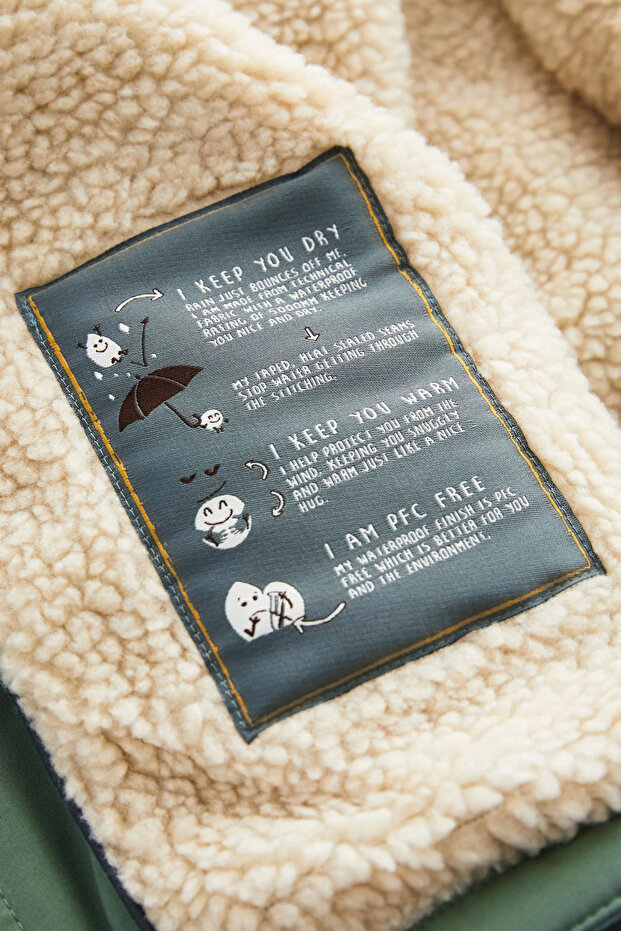 I KEEP YOU DRY
RAIN JUST BOUNCES OFF ME.
I AM MADE FROM TECHNICAL
FABRIC WITH A WATERPROOF
RATING OF 5000MM KEEPING
YOU NICE AND DRY.
MY TAPED, HEAT SEALED SEAMS
STOP WATER GETTING THROUGH
THE STITCHING.
I KEEP YOU WARM
I HELP PROTECT YOU FROM THE
WIND. KEEPING YOU SNUGGLY
AND WARM JUST LIKE A NICE
HUG.
I AM PFC FREE
MY WATERPROOF FINISH IS PFC
FREE WHICH IS BETTER FOR YOU
AND THE ENVIRONMENT.